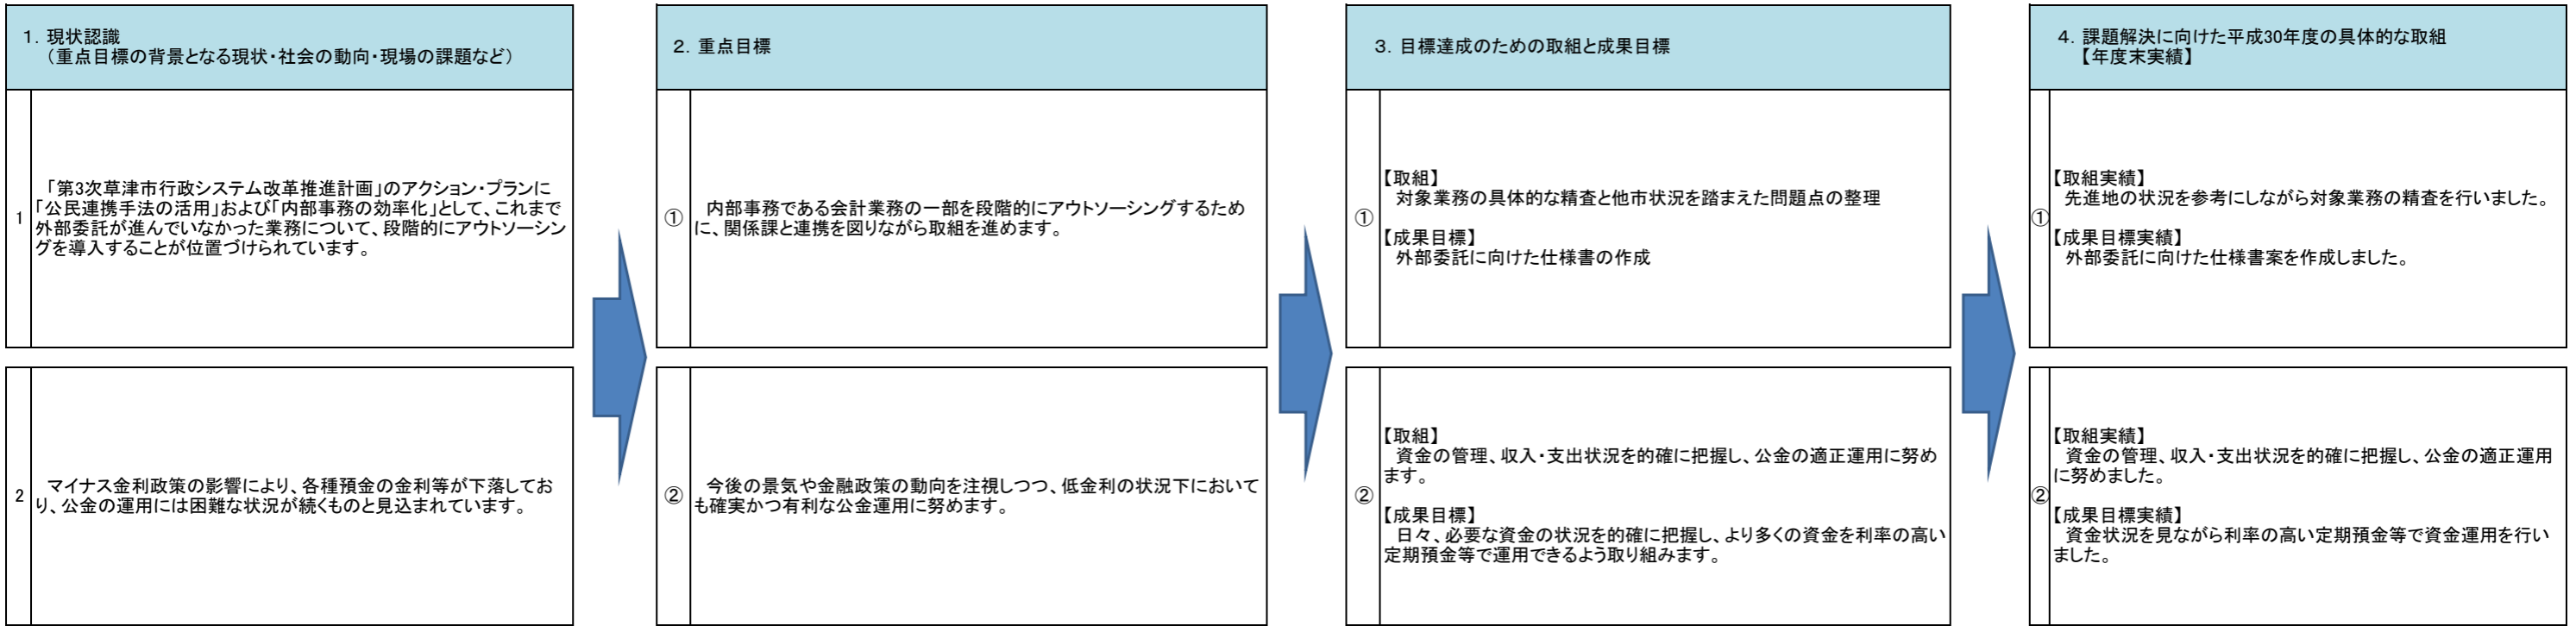 １．現状認識
（重点目標の背景となる現状・社会の動向・現場の課題など）
1
「第3次草津市行政システム改革推進計画」のアクション・プランに
「公民連携手法の活用」および「内部事務の効率化」として、これまで
外部委託が進んでいなかった業務について、段階的にアウトソーシン
グを導入することが位置づけられています。
2
マイナス金利政策の影響により、各種預金の金利等が下落してお
り、公金の運用には困難な状況が続くものと見込まれています。
２．重点目標
①
内部事務である会計業務の一部を段階的にアウトソーシングするため
に、関係課と連携を図りながら取組を進めます。
②
今後の景気や金融政策の動向を注視しつつ、低金利の状況下において
も確実かつ有利な公金運用に努めます。
３．目標達成のための取組と成果目標
①
【取組】
対象業務の具体的な精査と他市状況を踏まえた問題点の整理
【成果目標】
外部委託に向けた仕様書の作成
②
【取組】
資金の管理、収入・支出状況を的確に把握し、公金の適正運用に努め
ます。
【成果目標】
日々、必要な資金の状況を的確に把握し、より多くの資金を利率の高い
定期預金等で運用できるよう取り組みます。
４．課題解決に向けた平成30年度の具体的な取組
【年度末実績】
①
【取組実績】
先進地の状況を参考にしながら対象業務の精査を行いました。
【成果目標実績】
外部委託に向けた仕様書案を作成しました。
②
【取組実績】
資金の管理、収入・支出状況を的確に把握し、公金の適正運用
に努めました。
【成果目標実績】
資金状況を見ながら利率の高い定期預金等で資金運用を行い
ました。